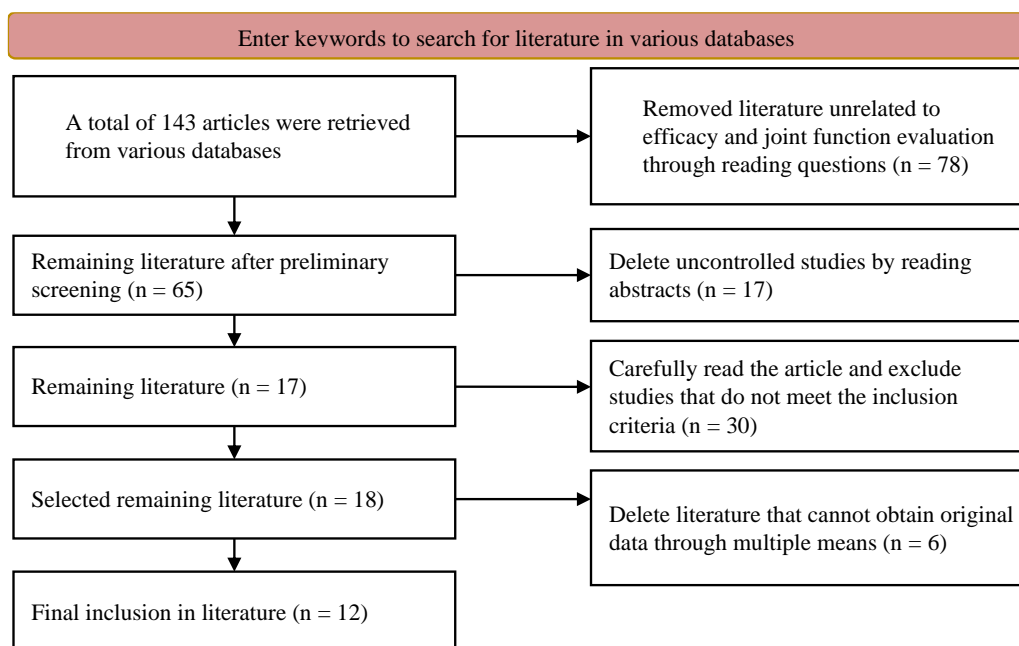 Enter keywords to search for literature in various databases
A total of 143 articles were retrieved
from various databases
Removed literature unrelated to
efficacy and joint function evaluation
through reading questions (n = 78)
Remaining literature after preliminary
screening (n = 65)
Delete uncontrolled studies by reading
abstracts (n = 17)
Remaining literature (n = 17)
Carefully read the article and exclude
studies that do not meet the inclusion
criteria (n = 30)
Selected remaining literature (n = 18)
Delete literature that cannot obtain original
data through multiple means (n = 6)
Final inclusion in literature (n = 12)